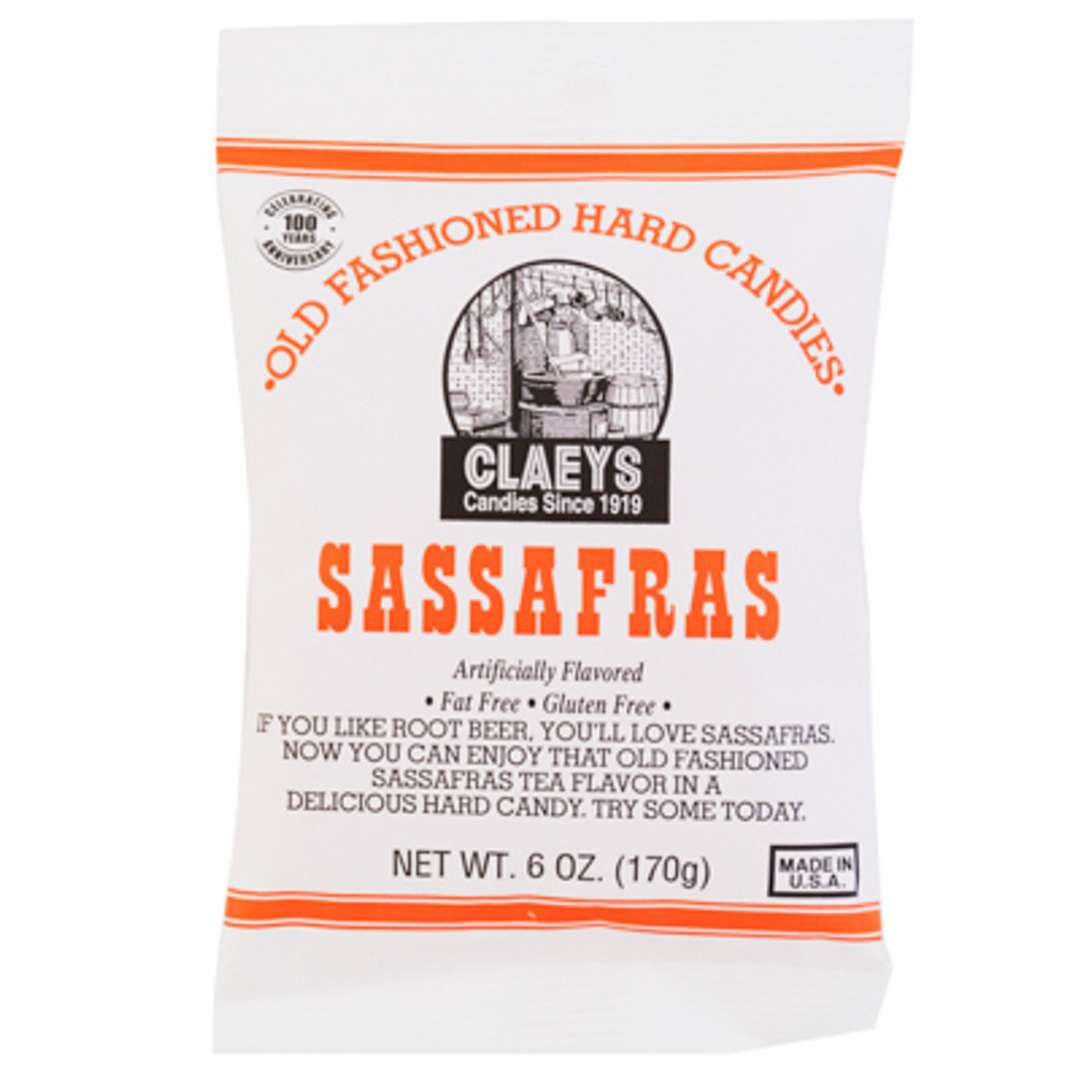 CELEBRATING
100
YEARS
ANNIVERSARY
•OLD FASHIONED HARD CANDIES•
CLAEYS
Candies Since 1919
SASSAFRAS
Artificially Flavored
• Fat Free • Gluten Free •
IF YOU LIKE ROOT BEER, YOU'LL LOVE SASSAFRAS.
NOW YOU CAN ENJOY THAT OLD FASHIONED
SASSAFRAS TEA FLAVOR IN A
DELICIOUS HARD CANDY. TRY SOME TODAY.
NET WT. 6 OZ. (170g)
MADE IN
U.S.A.